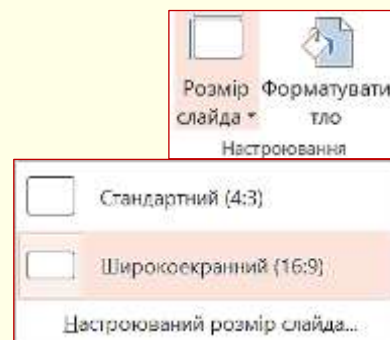 Розмір Форматувати
слайда тло
Настроювання
Стандартний (4:3)
Широкоекранний (16:9)
Настроюваний розмір слайда...